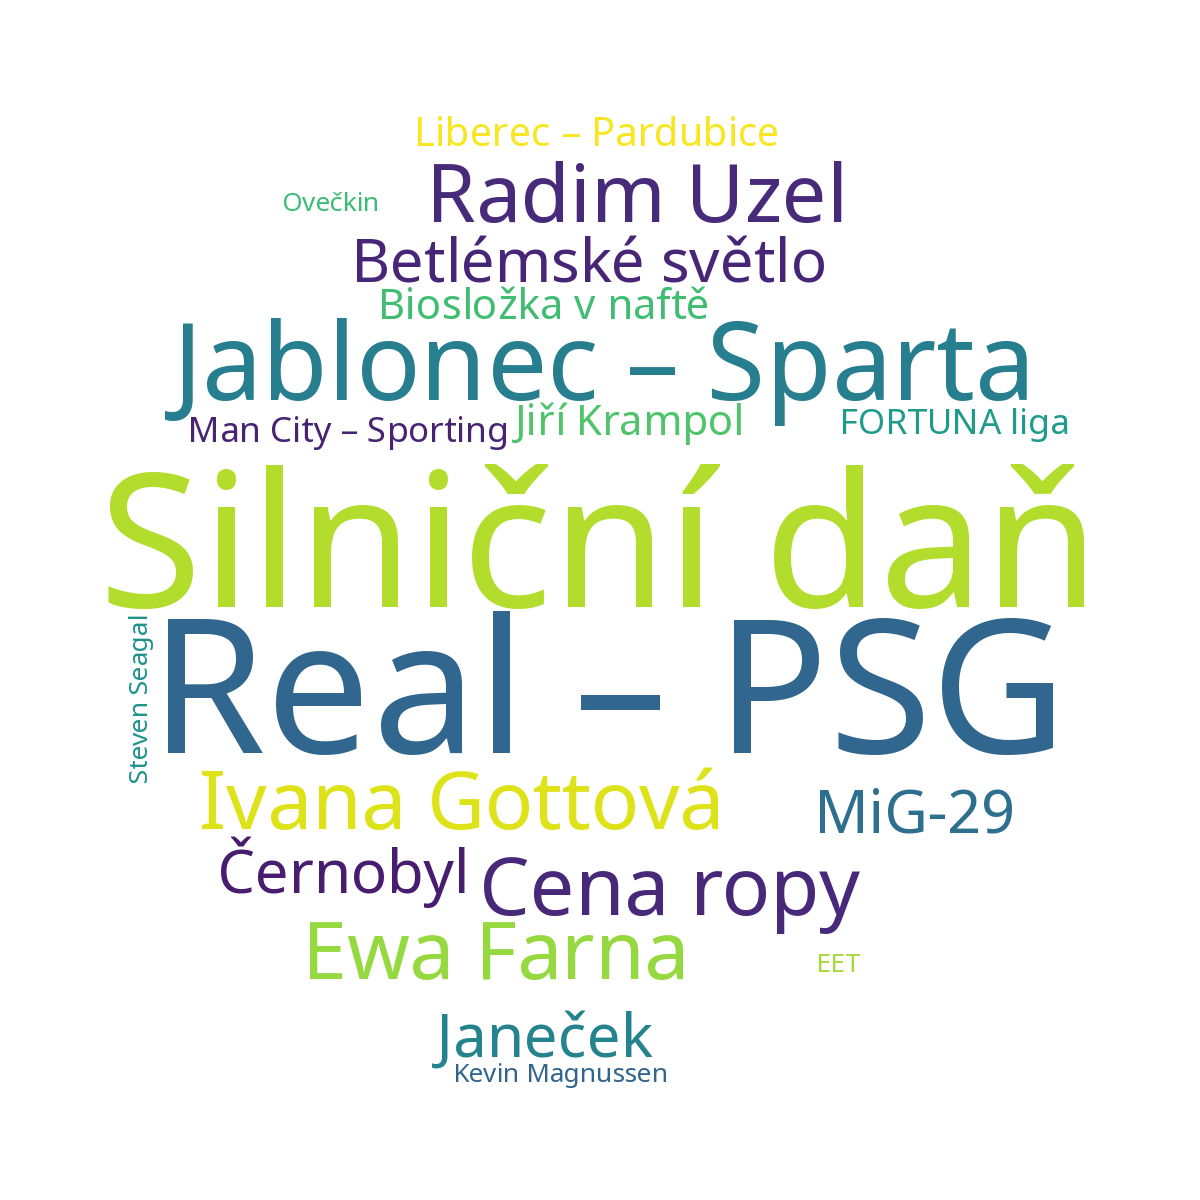 Liberec – Pardubice
Ovečkin
Radim Uzel
Betlémské světlo
Biosložka v naftě
Jablonec – Sparta
Man City – Sporting
Jiří Krampol
FORTUNA liga
Silniční daň
Steven Seagal
Real – PSG
Ivana Gottová
MiG-29
Černobyl
Cena ropy
Ewa Farna
EET
Janeček
Kevin Magnussen